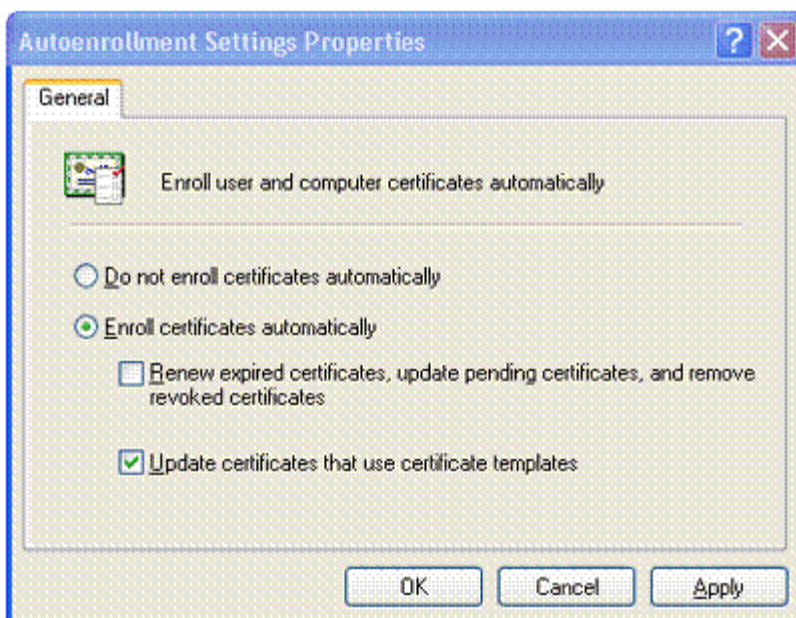 Autoenrollment Settings Properties
General
Enroll user and computer certificates automatically
Do not enroll certificates automatically
Enroll certificates automatically
Renew expired certificates, update pending certificates, and remove
revoked certificates
Update certificates that use certificate templates
OK Cancel Apply